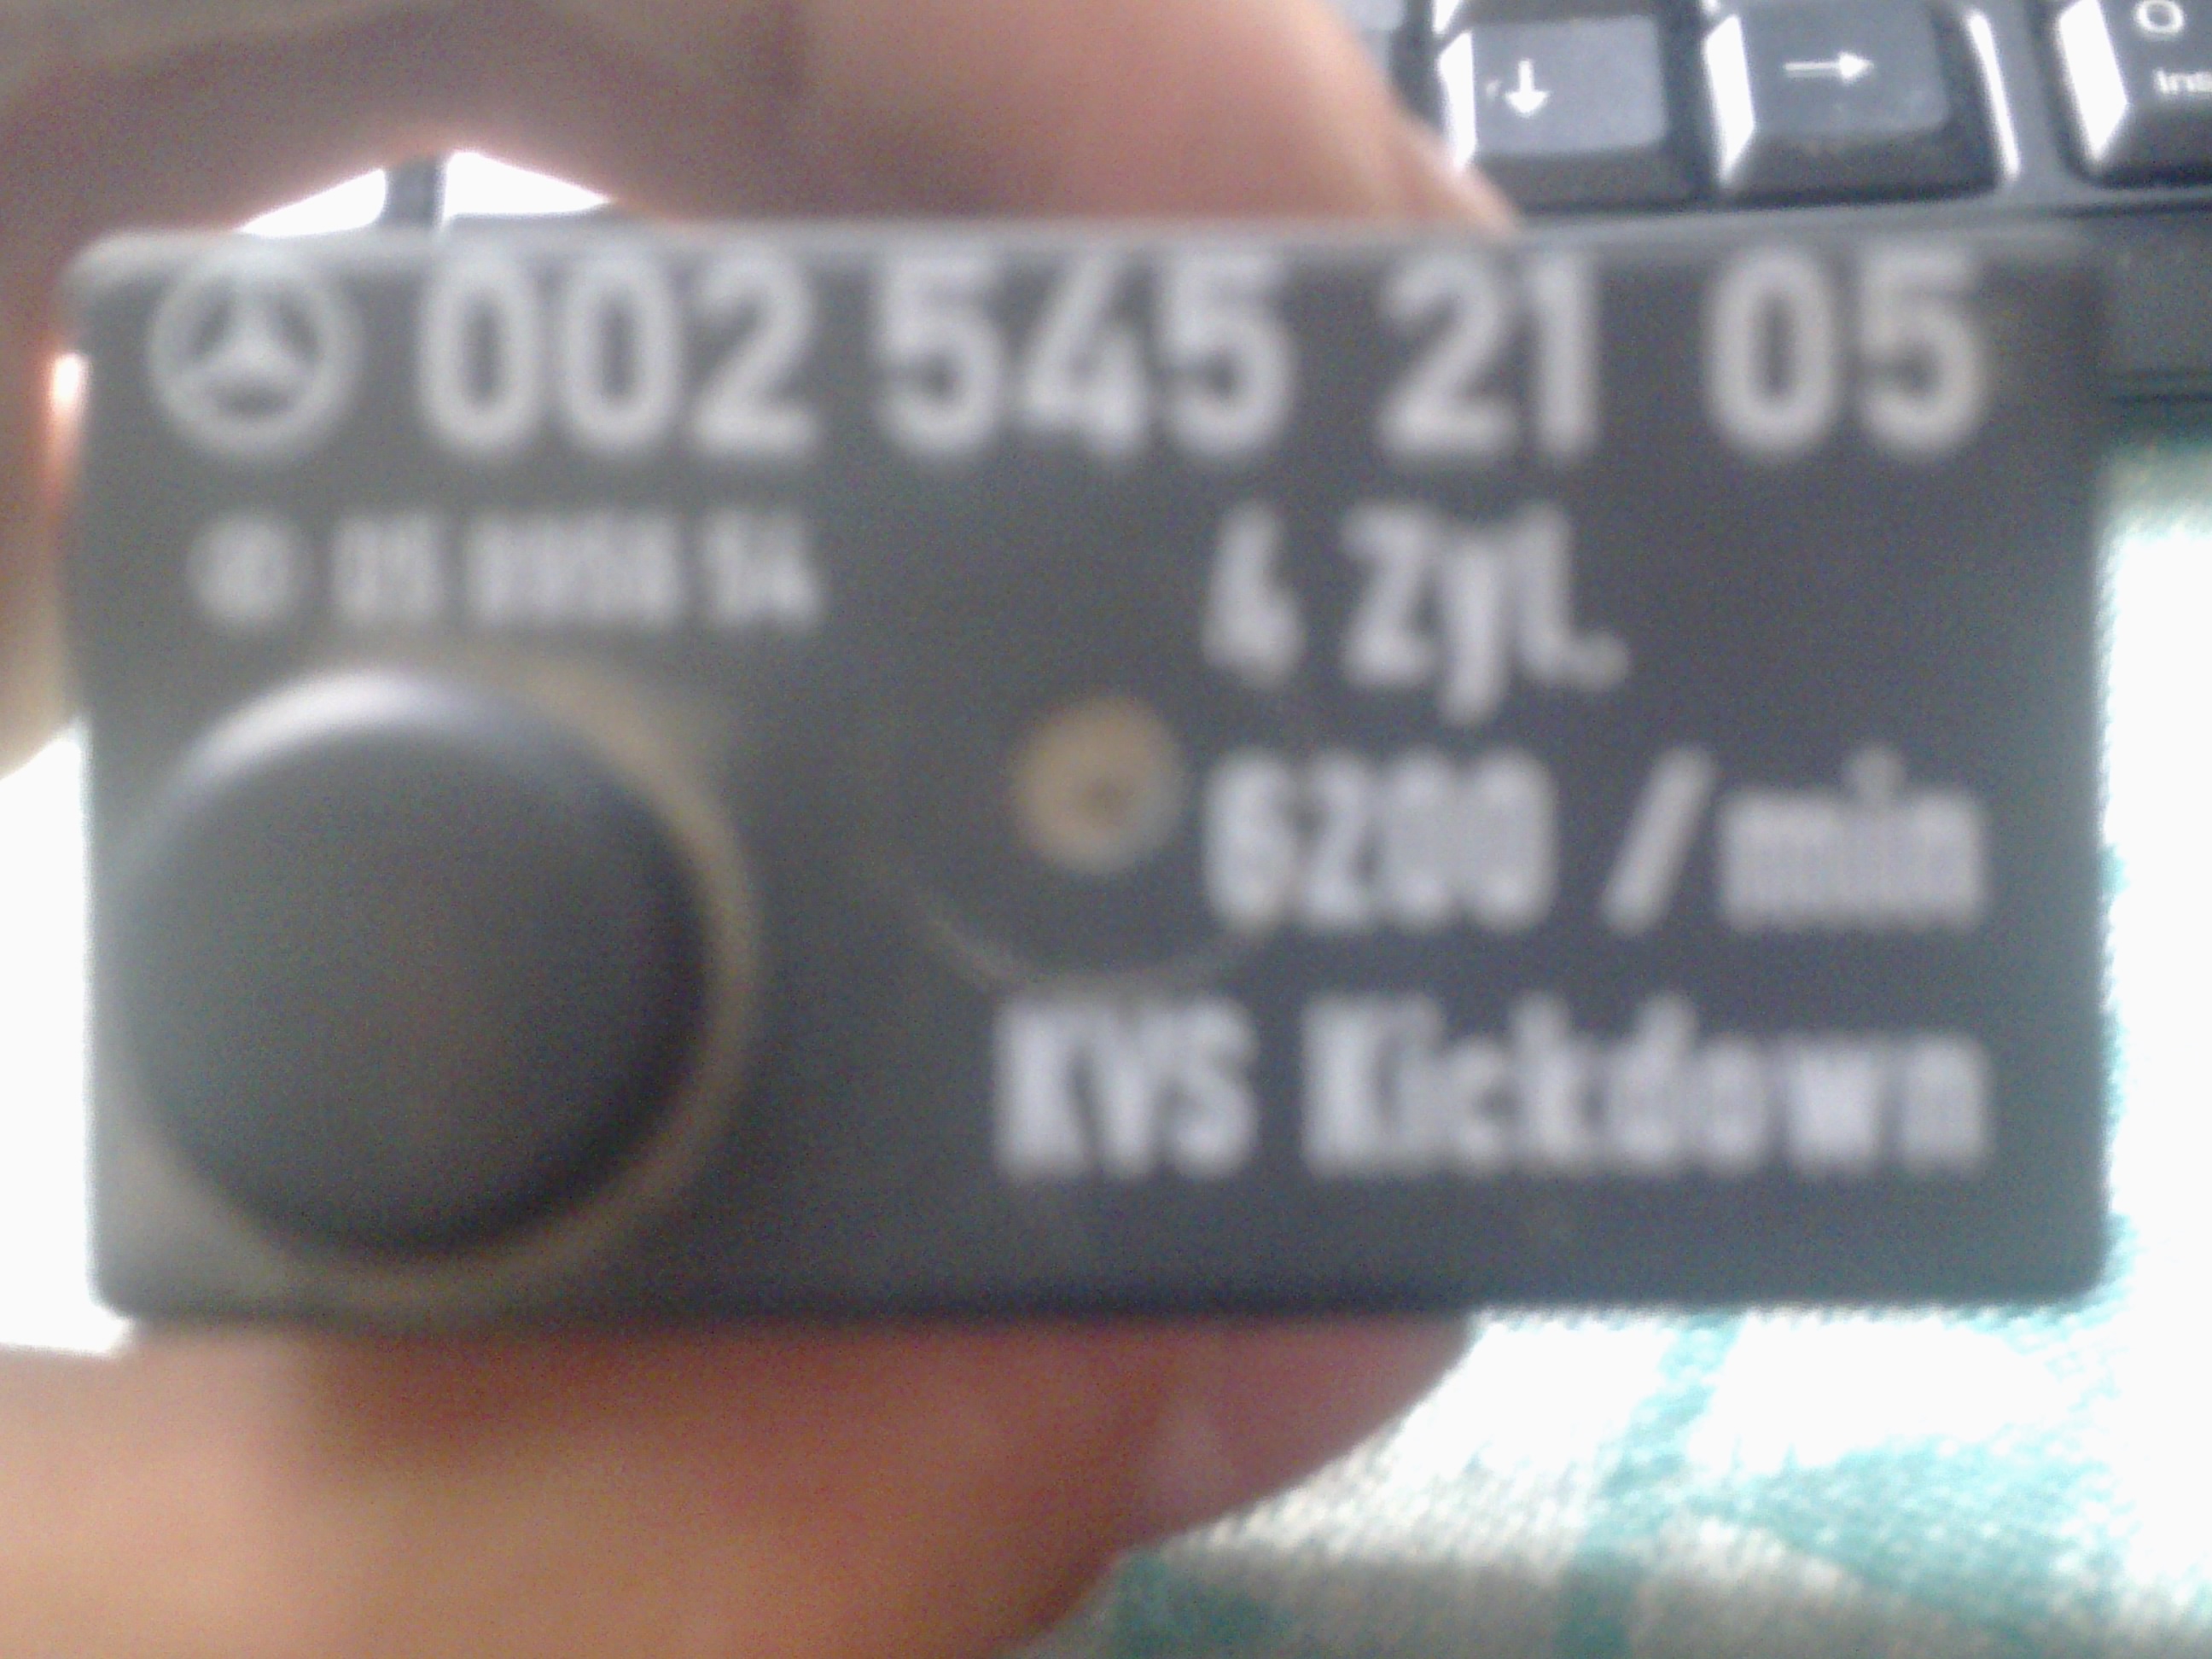 002 545 21 05
4 Zyl.
6200 /min
KVS Kickdown